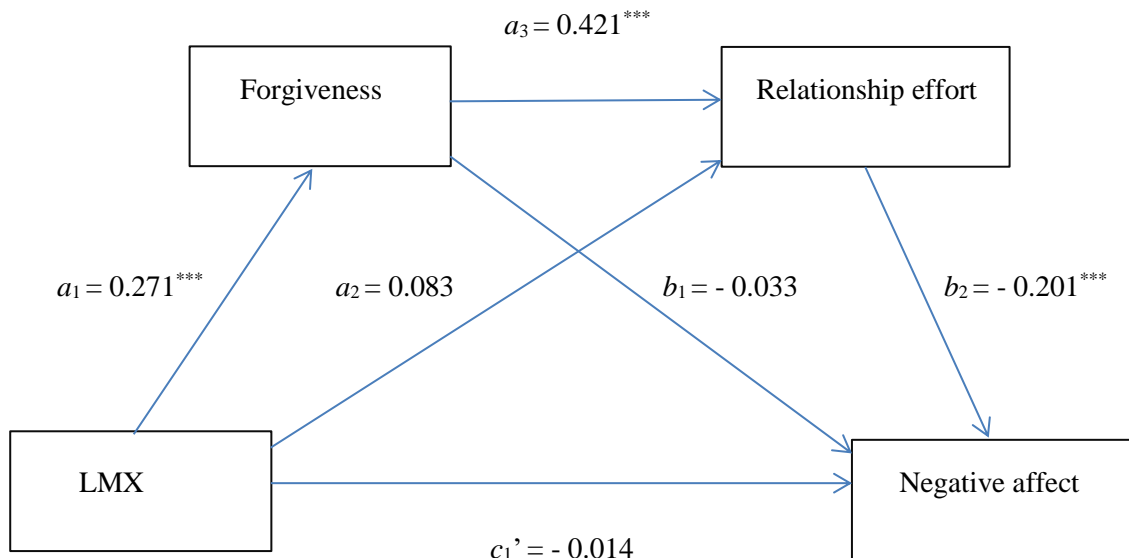 a3 = 0.421***
Forgiveness
Relationship effort
a1 = 0.271***
a2 = 0.083
b1 = - 0.033
b2 = - 0.201***
LMX
Negative affect
c1’ = - 0.014